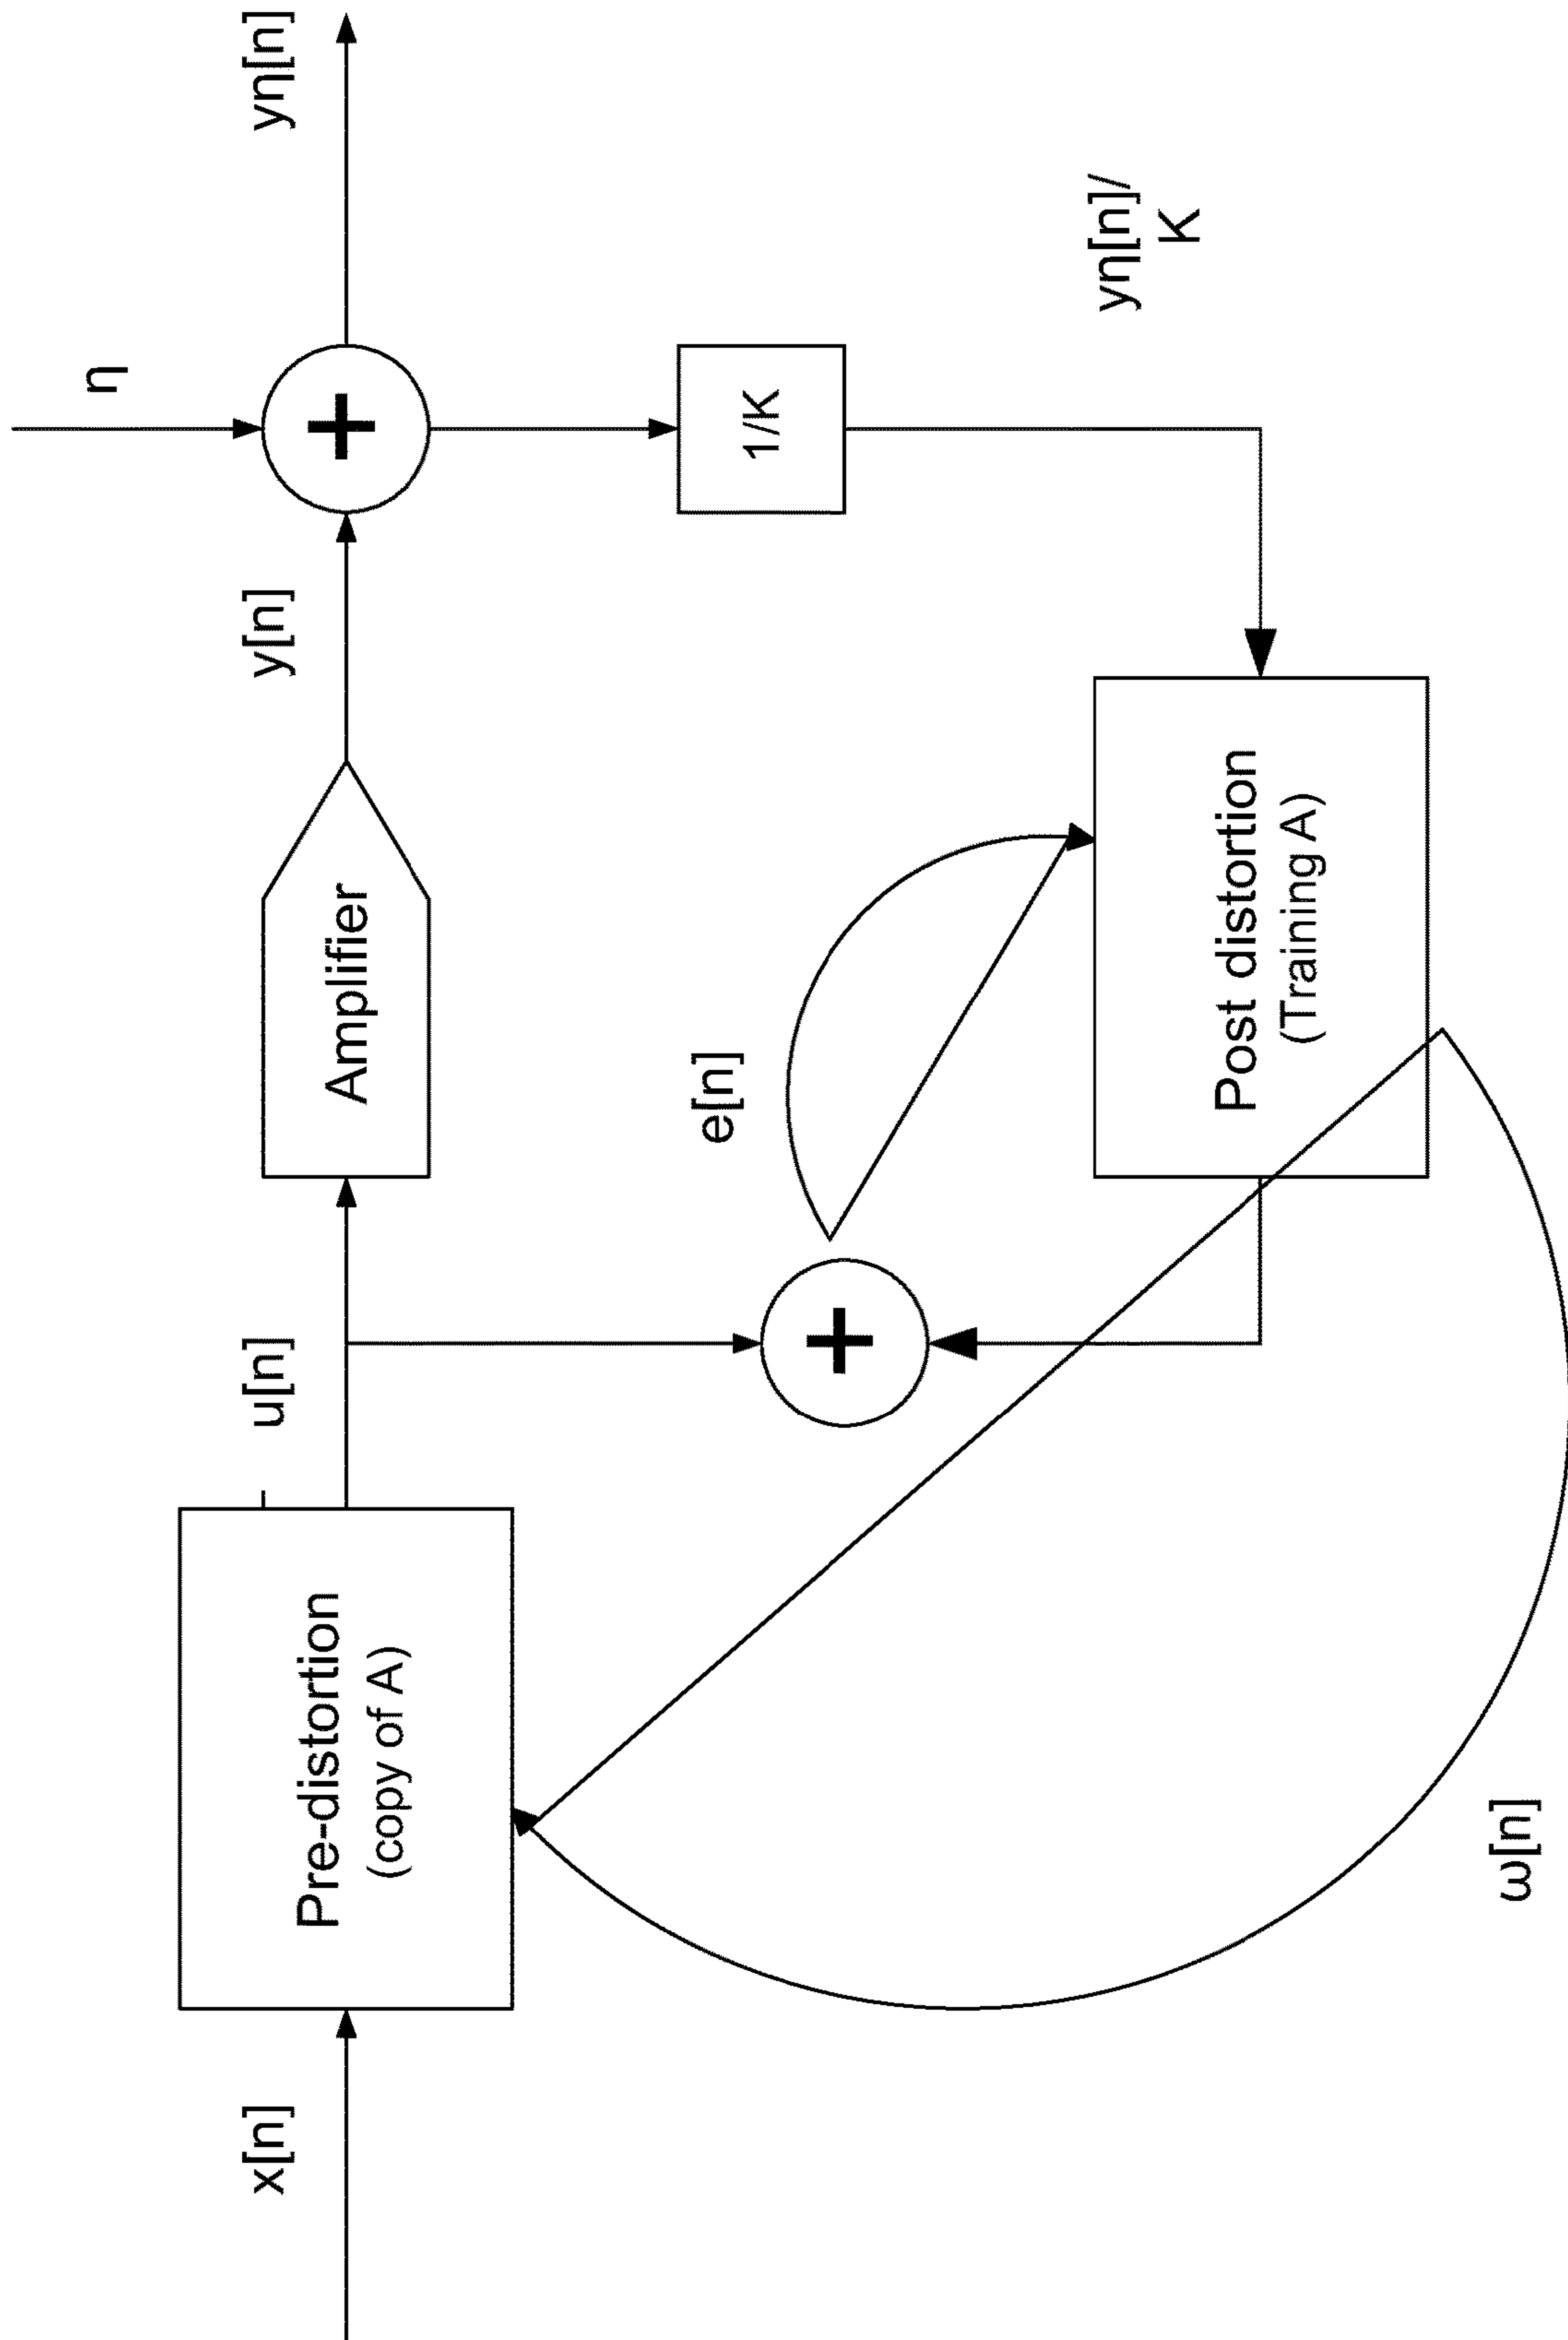 x[n]
Pre-distortion
(copy of A)
u[n]
Amplifier
y[n]
η
+
yη[n]
1/K
yη[n]/
K
e[n]
+
Post distortion
(Training A)
ω[n]